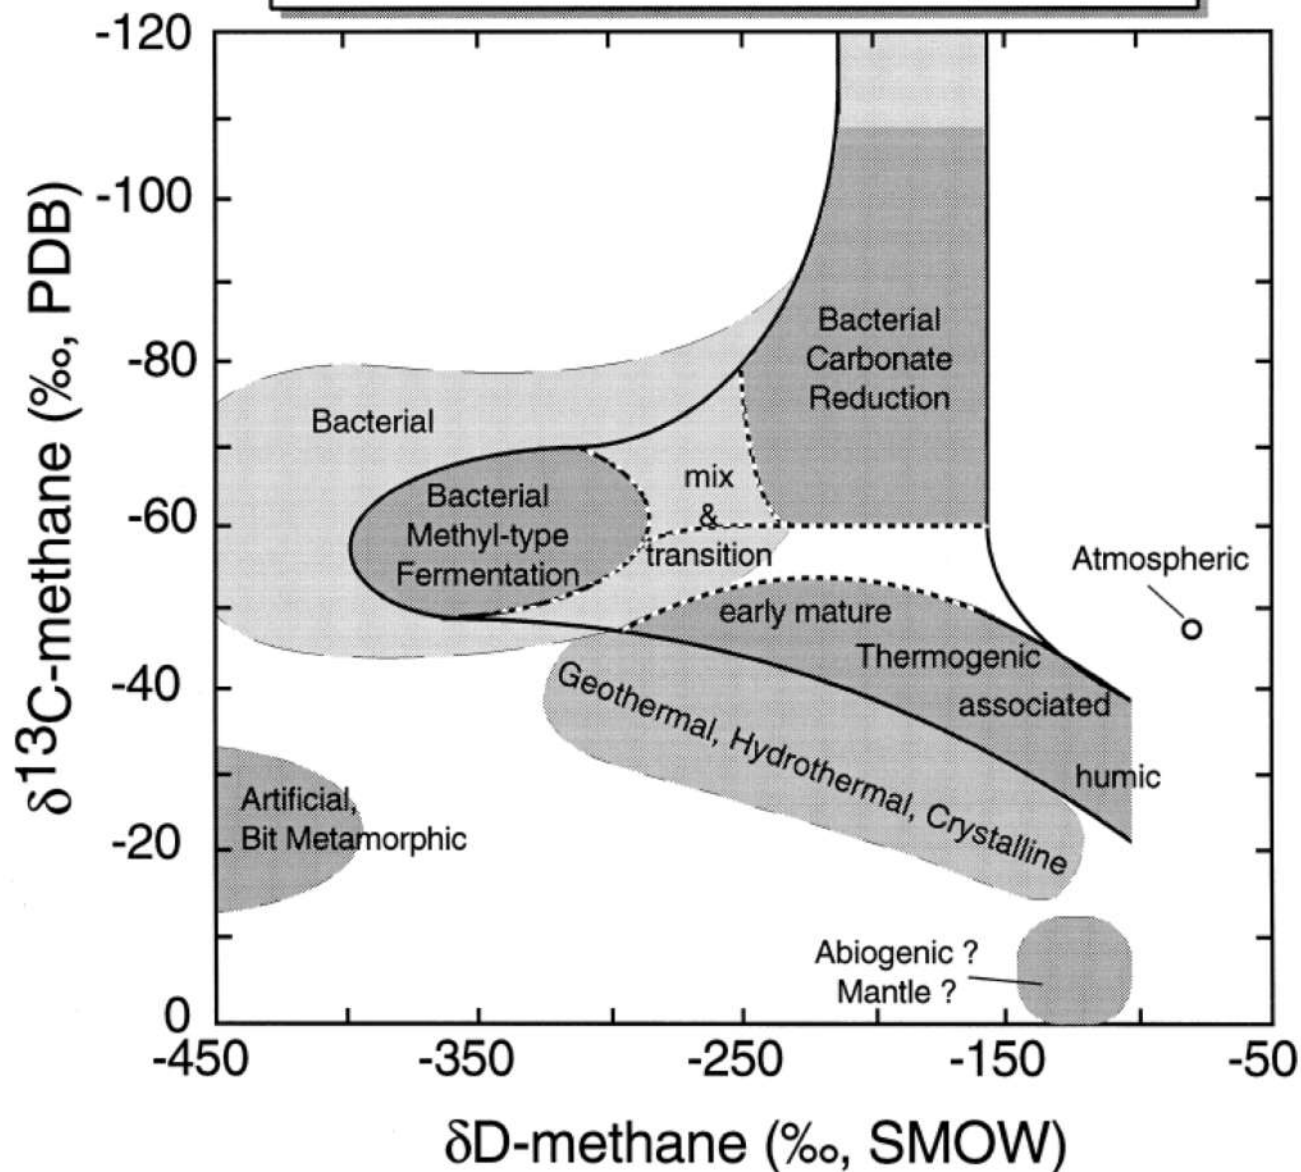 -120
-100
-80
-60
-40
-20
0
δ13C-methane (‰, PDB)
Bacterial
Carbonate
Reduction
Bacterial
Bacterial
Methyl-type
Fermentation
mix
&
transition
Atmospheric
early mature
Thermogenic
associated
humic
Geothermal, Hydrothermal, Crystalline
Artificial,
Bit Metamorphic
Abiogenic ?
Mantle ?
-450
-350
-250
-150
-50
δD-methane (‰, SMOW)